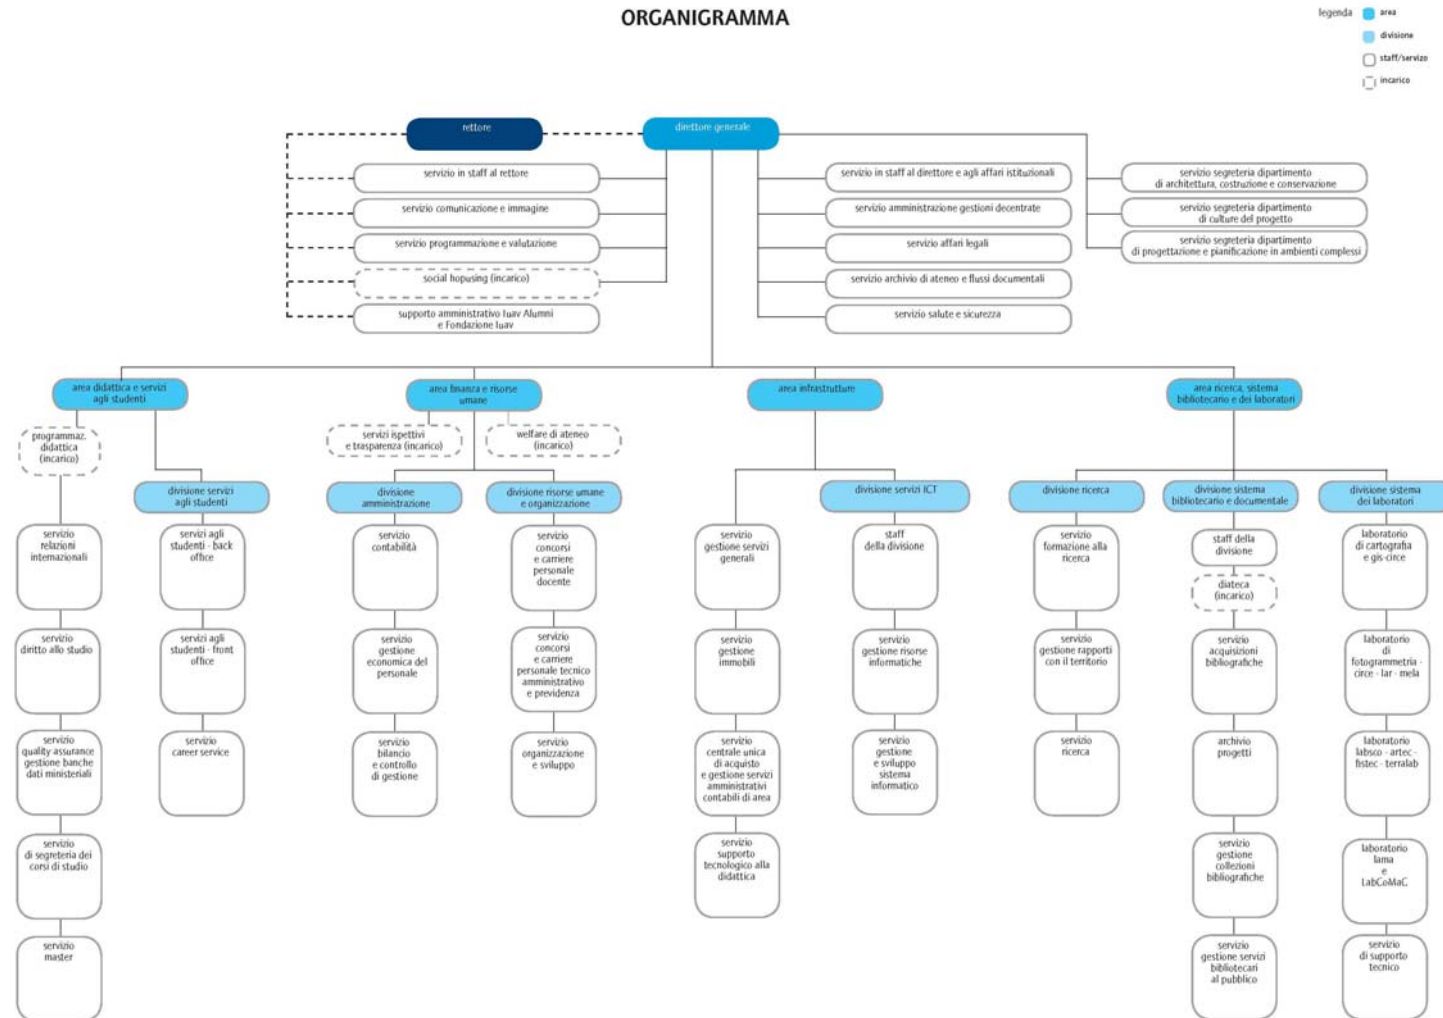 ORGANIGRAMMA
legenda
area
divisione
staff/servizo
incarico
rettore
direttore generale
servizio in staff al rettore
servizio comunicazione e immagine
servizio programmazione e valutazione
social hopusing (incarico)
supporto amministrativo Iuav Alumni
e Fondazione Iuav
servizio in staff al direttore e agli affari istituzionali
servizio amministrazione gestioni decentrate
servizio affari legali
servizio archivio di ateneo e flussi documentali
servizio salute e sicurezza
servizio segreteria dipartimento
di architettura, costruzione e conservazione
servizio segreteria dipartimento
di culture del progetto
servizio segreteria dipartimento
di progettazione e pianificazione in ambienti complessi
area didattica e servizi
agli studenti
programmaz.
didattica
(incarico)
servizio
relazioni
internazionali
servizio
diritto allo studio
servizio
quality assurance
gestione banche
dati ministeriali
servizio
di segreteria dei
corsi di studio
servizio
master
divisione servizi
agli studenti
servizi agli
studenti - back
office
servizi agli
studenti - front
office
servizio
career service
area finanza e risorse
umane
servizi ispettivi
e trasparenza (incarico)
welfare di ateneo
(incarico)
divisione
amministrazione
servizio
contabilità
servizio
gestione
economica del
personale
servizio
bilancio
e controllo
di gestione
divisione risorse umane
e organizzazione
servizio
concorsi
e carriere
personale
docente
servizio
concorsi
e carriere
personale tecnico
amministrativo
e previdenza
servizio
organizzazione
e sviluppo
area infrastrutture
servizio
gestione servizi
generali
servizio
gestione
immobili
servizio
centrale unica
di acquisto
e gestione servizi
amministrativi
contabili di area
servizio
supporto
tecnologico alla
didattica
divisione servizi ICT
staff
della divisione
servizio
gestione risorse
informatiche
servizio
gestione
e sviluppo
sistema
informatico
area ricerca, sistema
bibliotecario e dei laboratori
divisione ricerca
servizio
formazione alla
ricerca
servizio
gestione rapporti
con il territorio
servizio
ricerca
divisione sistema
bibliotecario e documentale
staff della
divisione
diateca
(incarico)
servizio
acquisizioni
bibliografiche
archivio
progetti
servizio
gestione
collezioni
bibliografiche
servizio
gestione servizi
bibliotecari
al pubblico
divisione sistema
dei laboratori
laboratorio
di cartografia
e gis-circe
laboratorio
di
fotogrammetria -
circe - lar - mela
laboratorio
labsco - artec -
fistec - terralab
laboratorio
lama
e
LabCoMaC
servizio
di supporto
tecnico